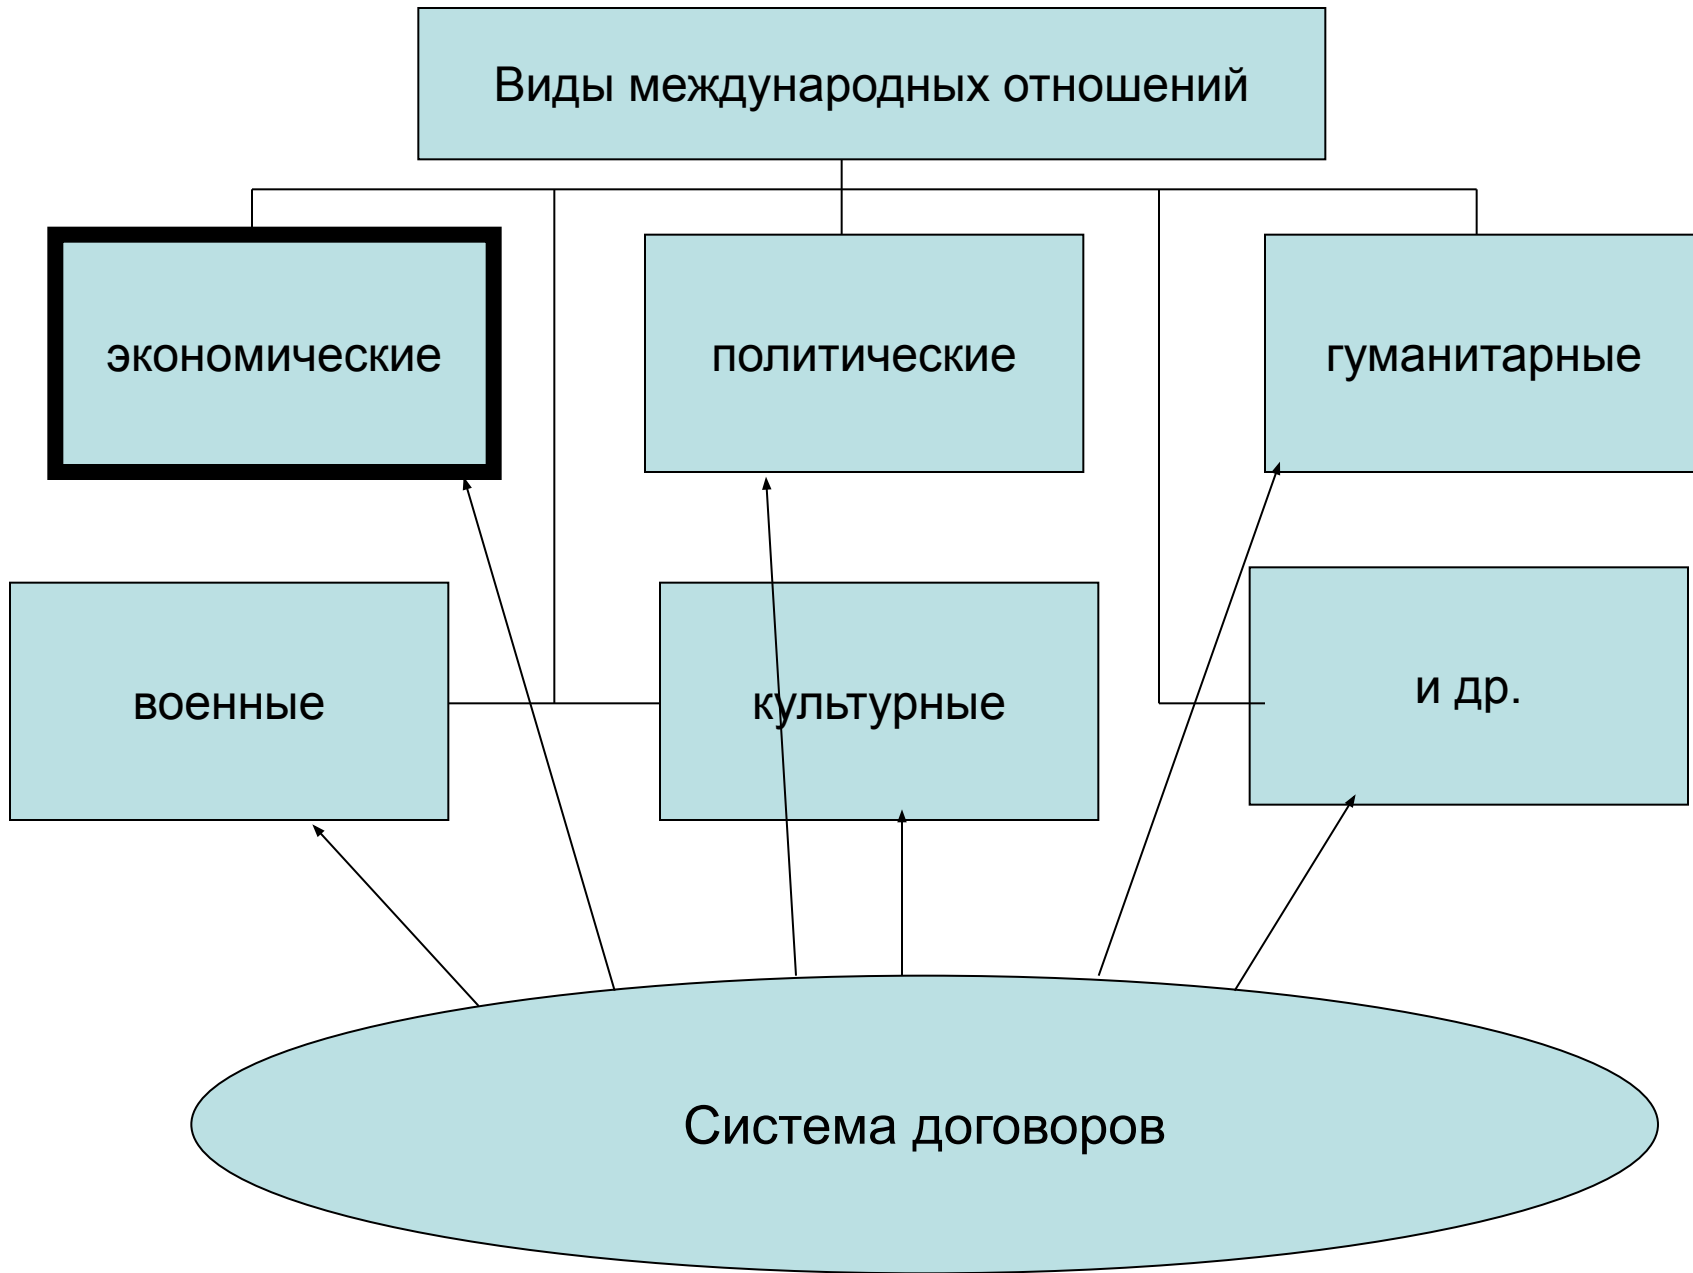 Виды международных отношений
экономические
политические
гуманитарные
военные
культурные
и др.
Система договоров